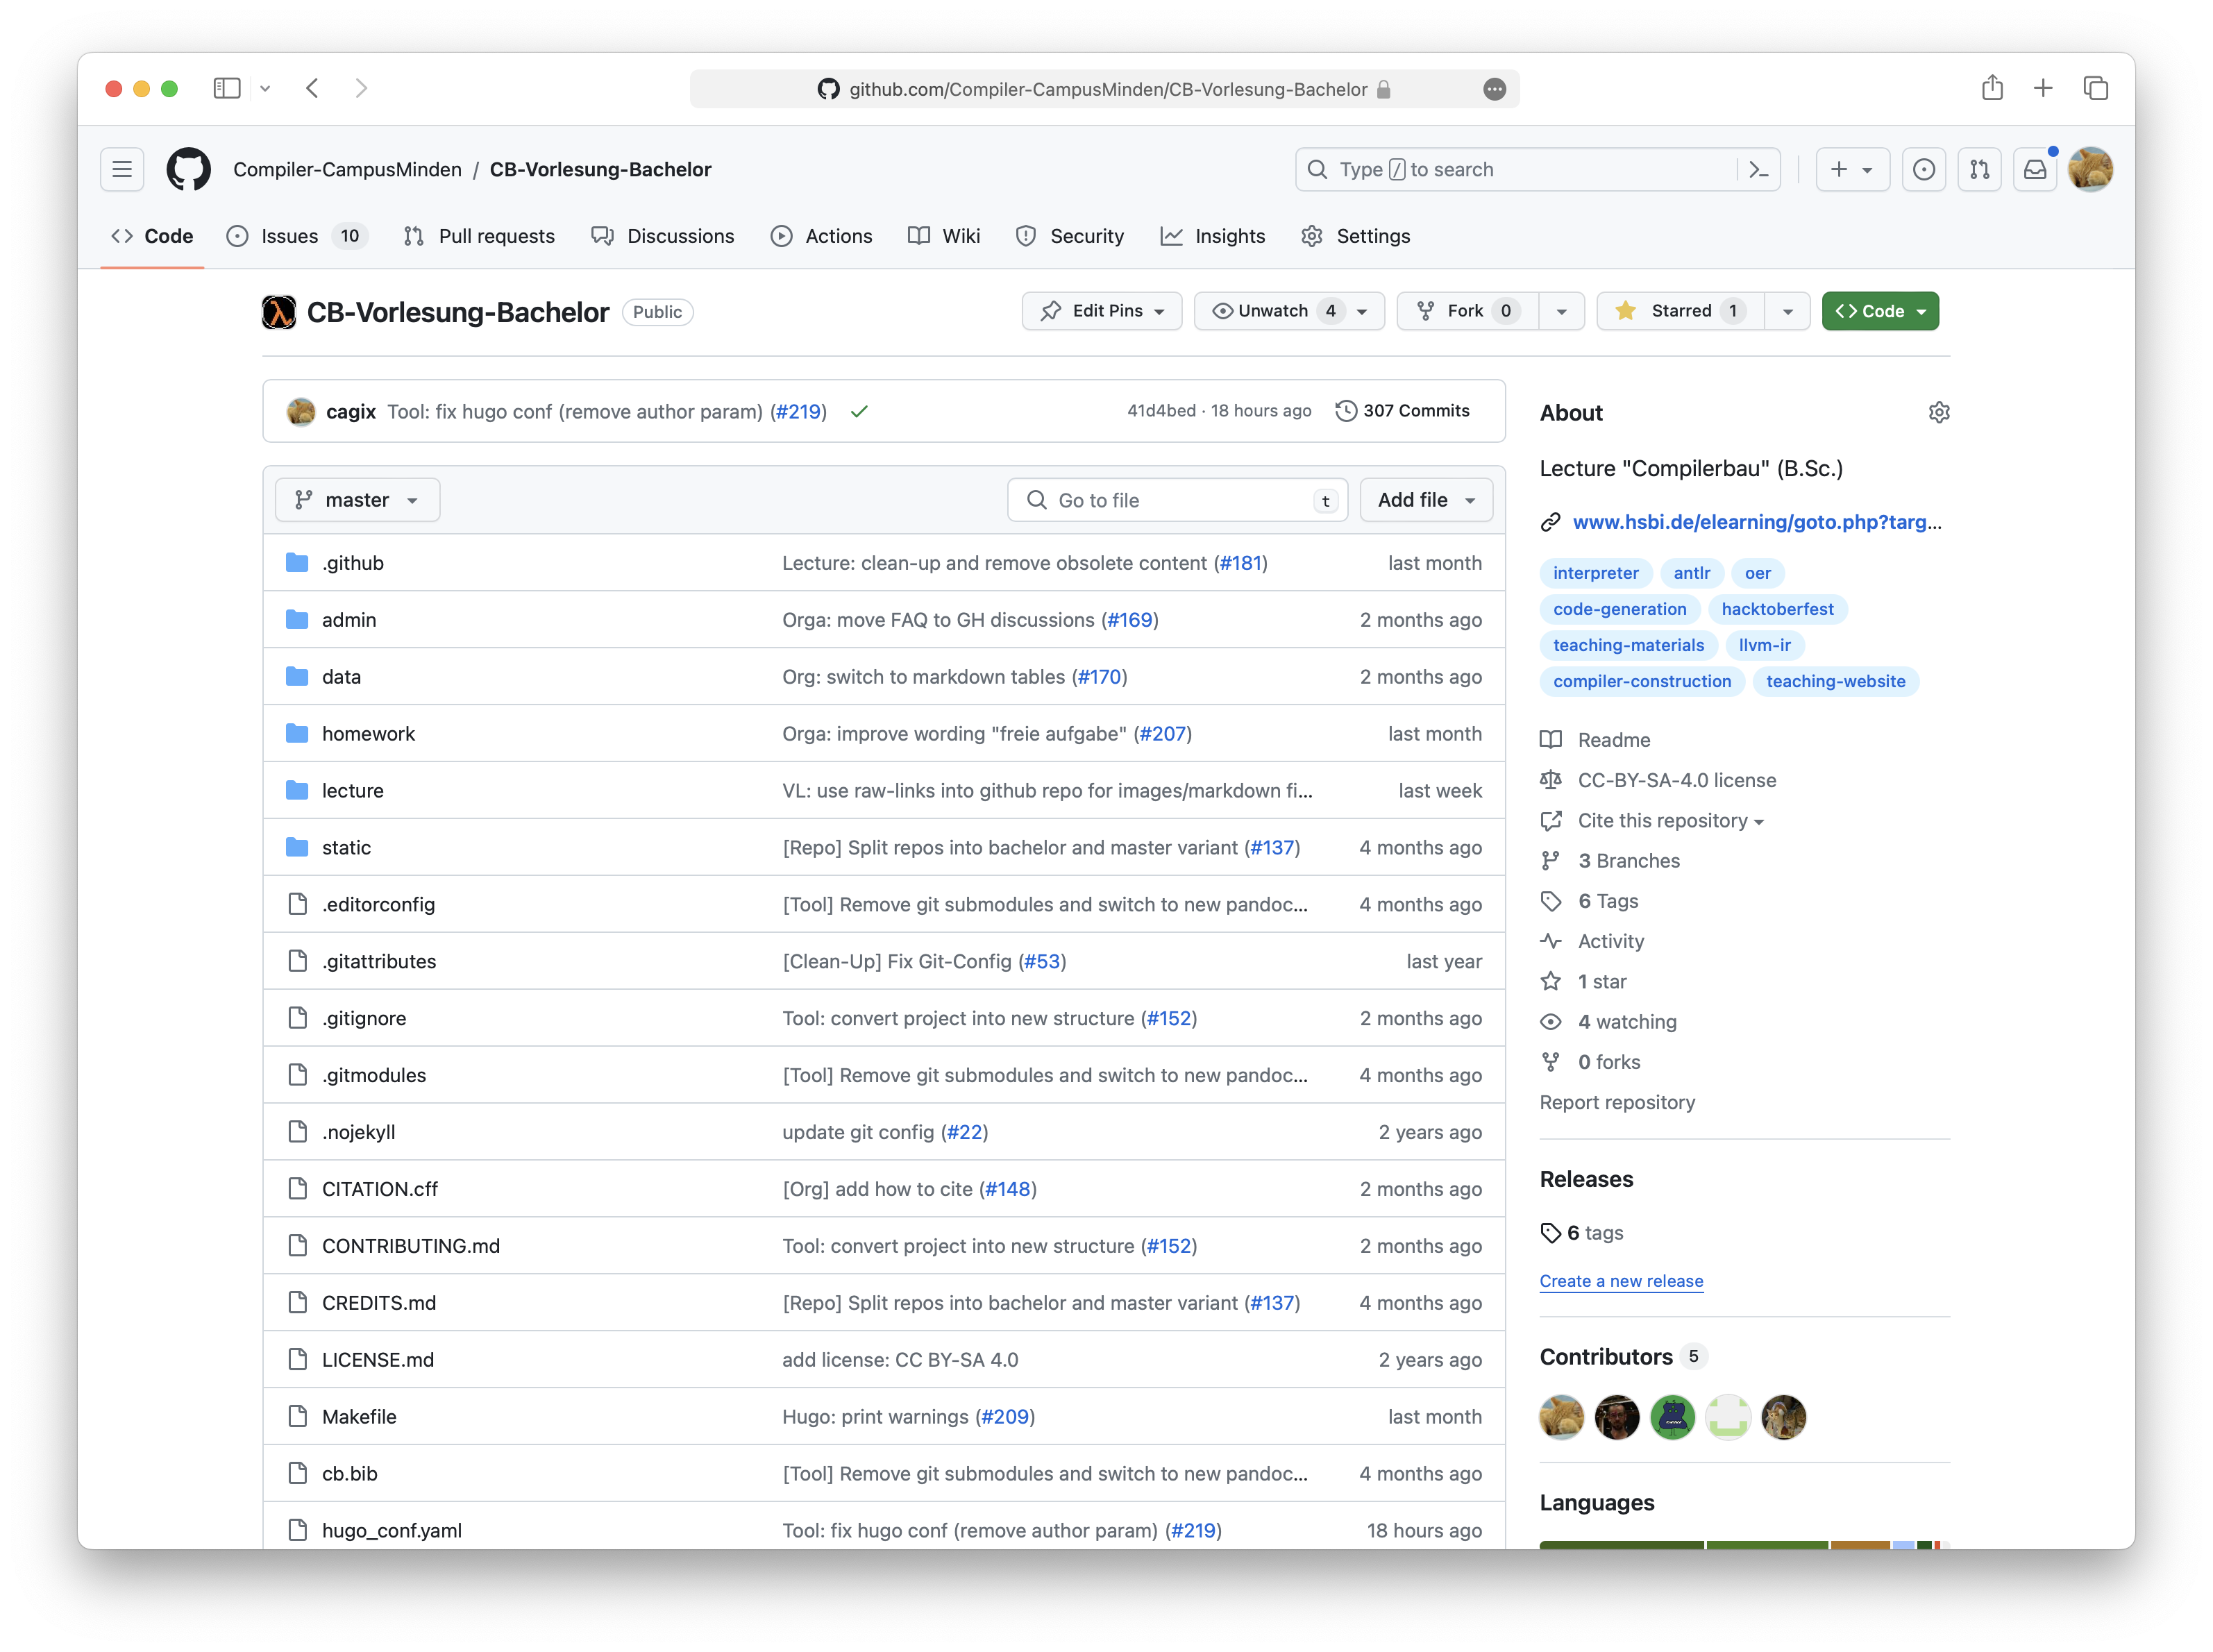 github.com/Compiler-CampusMinden/CB-Vorlesung-Bachelor
Compiler-CampusMinden / CB-Vorlesung-Bachelor
Type / to search
Code
Issues 10
Pull requests
Discussions
Actions
Wiki
Security
Insights
Settings
CB-Vorlesung-Bachelor Public
Edit Pins
Unwatch 4
Fork 0
Starred 1
Code
cagix Tool: fix hugo conf (remove author param) (#219) 41d4bed · 18 hours ago 307 Commits
master
Go to file t
Add file
.github Lecture: clean-up and remove obsolete content (#181) last month
admin Orga: move FAQ to GH discussions (#169) 2 months ago
data Org: switch to markdown tables (#170) 2 months ago
homework Orga: improve wording "freie aufgabe" (#207) last month
lecture VL: use raw-links into github repo for images/markdown fi... last week
static [Repo] Split repos into bachelor and master variant (#137) 4 months ago
.editorconfig [Tool] Remove git submodules and switch to new pandoc... 4 months ago
.gitattributes [Clean-Up] Fix Git-Config (#53) last year
.gitignore Tool: convert project into new structure (#152) 2 months ago
.gitmodules [Tool] Remove git submodules and switch to new pandoc... 4 months ago
.nojekyll update git config (#22) 2 years ago
CITATION.cff [Org] add how to cite (#148) 2 months ago
CONTRIBUTING.md Tool: convert project into new structure (#152) 2 months ago
CREDITS.md [Repo] Split repos into bachelor and master variant (#137) 4 months ago
LICENSE.md add license: CC BY-SA 4.0 2 years ago
Makefile Hugo: print warnings (#209) last month
cb.bib [Tool] Remove git submodules and switch to new pandoc... 4 months ago
hugo_conf.yaml Tool: fix hugo conf (remove author param) (#219) 18 hours ago
About
Lecture "Compilerbau" (B.Sc.)
www.hsbi.de/elearning/goto.php?targ...
interpreter antlr oer
code-generation hacktoberfest
teaching-materials llvm-ir
compiler-construction teaching-website
Readme
CC-BY-SA-4.0 license
Cite this repository
3 Branches
6 Tags
Activity
1 star
4 watching
0 forks
Report repository
Releases
6 tags
Create a new release
Contributors 5
Languages